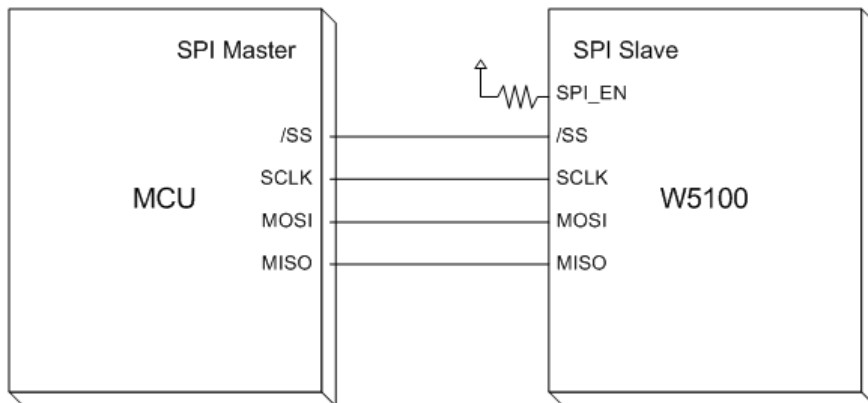 SPI Master
/SS
SCLK
MCU
MOSI
MISO
SPI Slave
SPI_EN
/SS
SCLK
W5100
MOSI
MISO